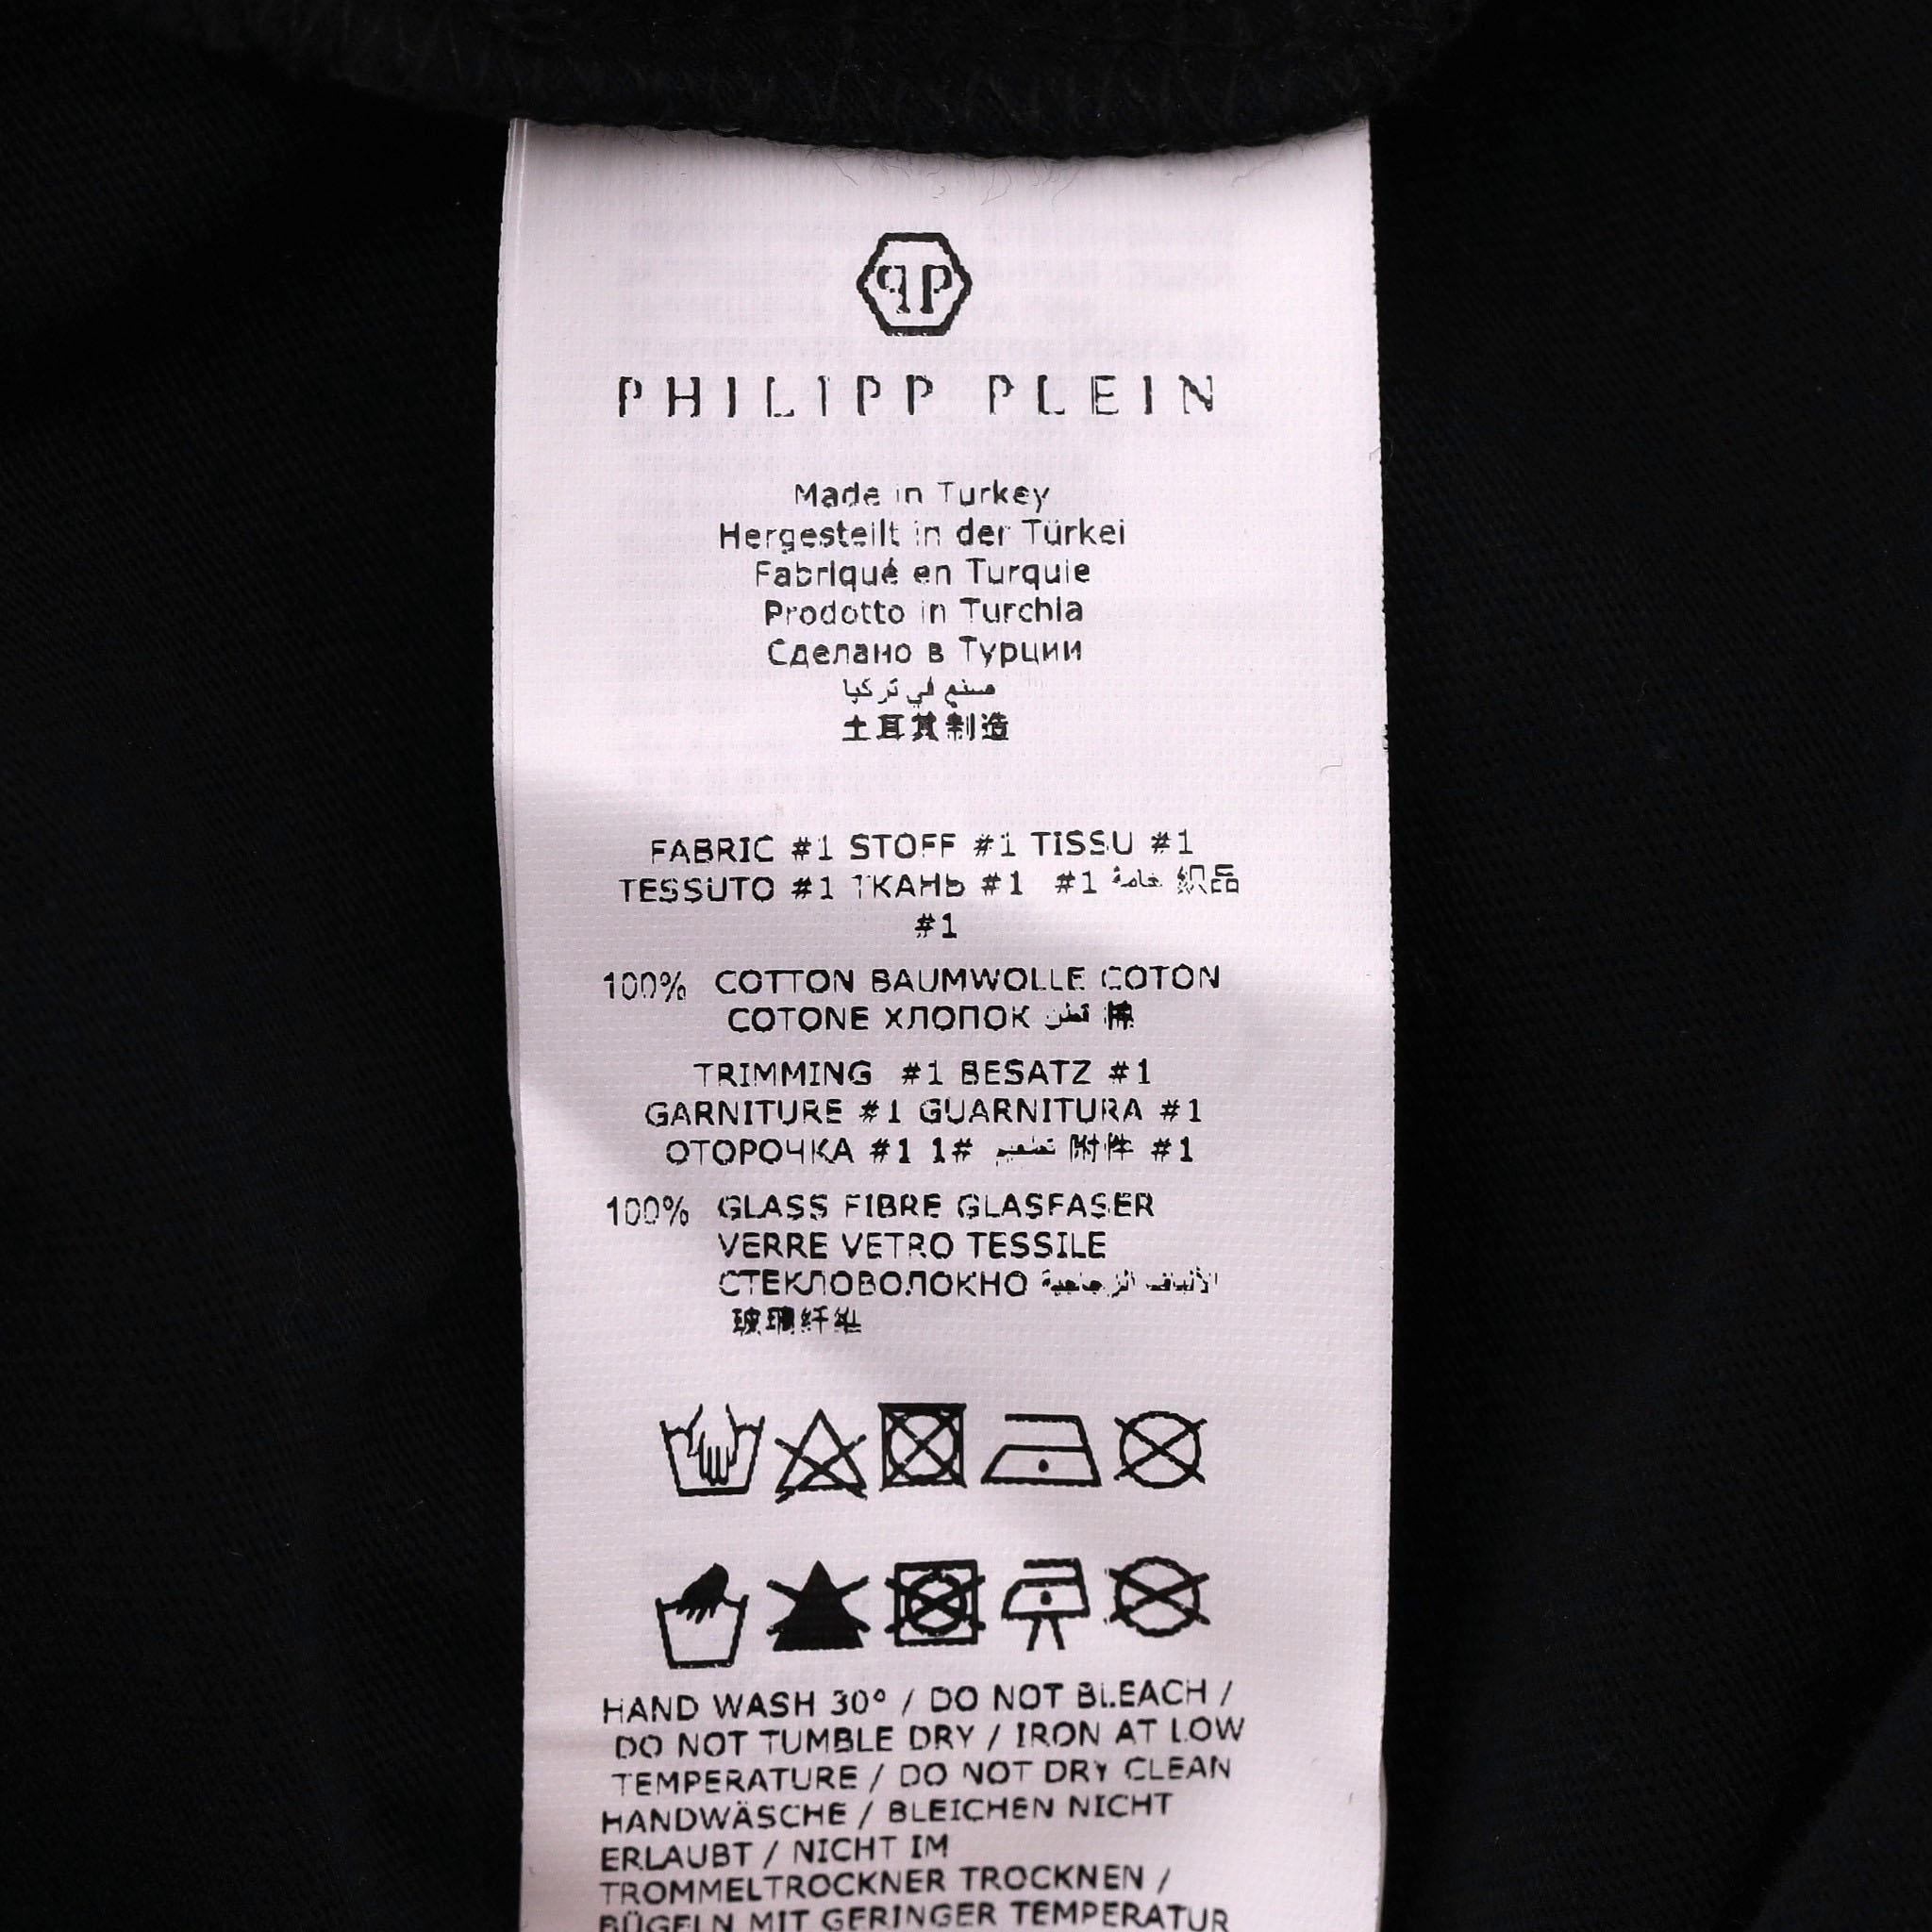 PHILIPP PLEIN
Made in Turkey
Hergestellt in der Türkei
Fabriqué en Turquie
Prodotto in Turchia
Сделано в Турции
صنع في تركيا
土耳其制造
FABRIC #1 STOFF #1 TISSU #1
TESSUTO #1 ТКАНЬ #1 #1 خامة 织品
#1
100% COTTON BAUMWOLLE COTON
COTONE ХЛОПОК قطن 棉
TRIMMING #1 BESATZ #1
GARNITURE #1 GUARNITURA #1
ОТОРОЧКА #1 1# تطعيم 附件 #1
100% GLASS FIBRE GLASFASER
VERRE VETRO TESSILE
СТЕКЛОВОЛОКНО الألياف الزجاجية
玻璃纤维
HAND WASH 30° / DO NOT BLEACH /
DO NOT TUMBLE DRY / IRON AT LOW
TEMPERATURE / DO NOT DRY CLEAN
HANDWÄSCHE / BLEICHEN NICHT
ERLAUBT / NICHT IM
TROMMELTROCKNER TROCKNEN /
BÜGELN MIT GERINGER TEMPERATUR